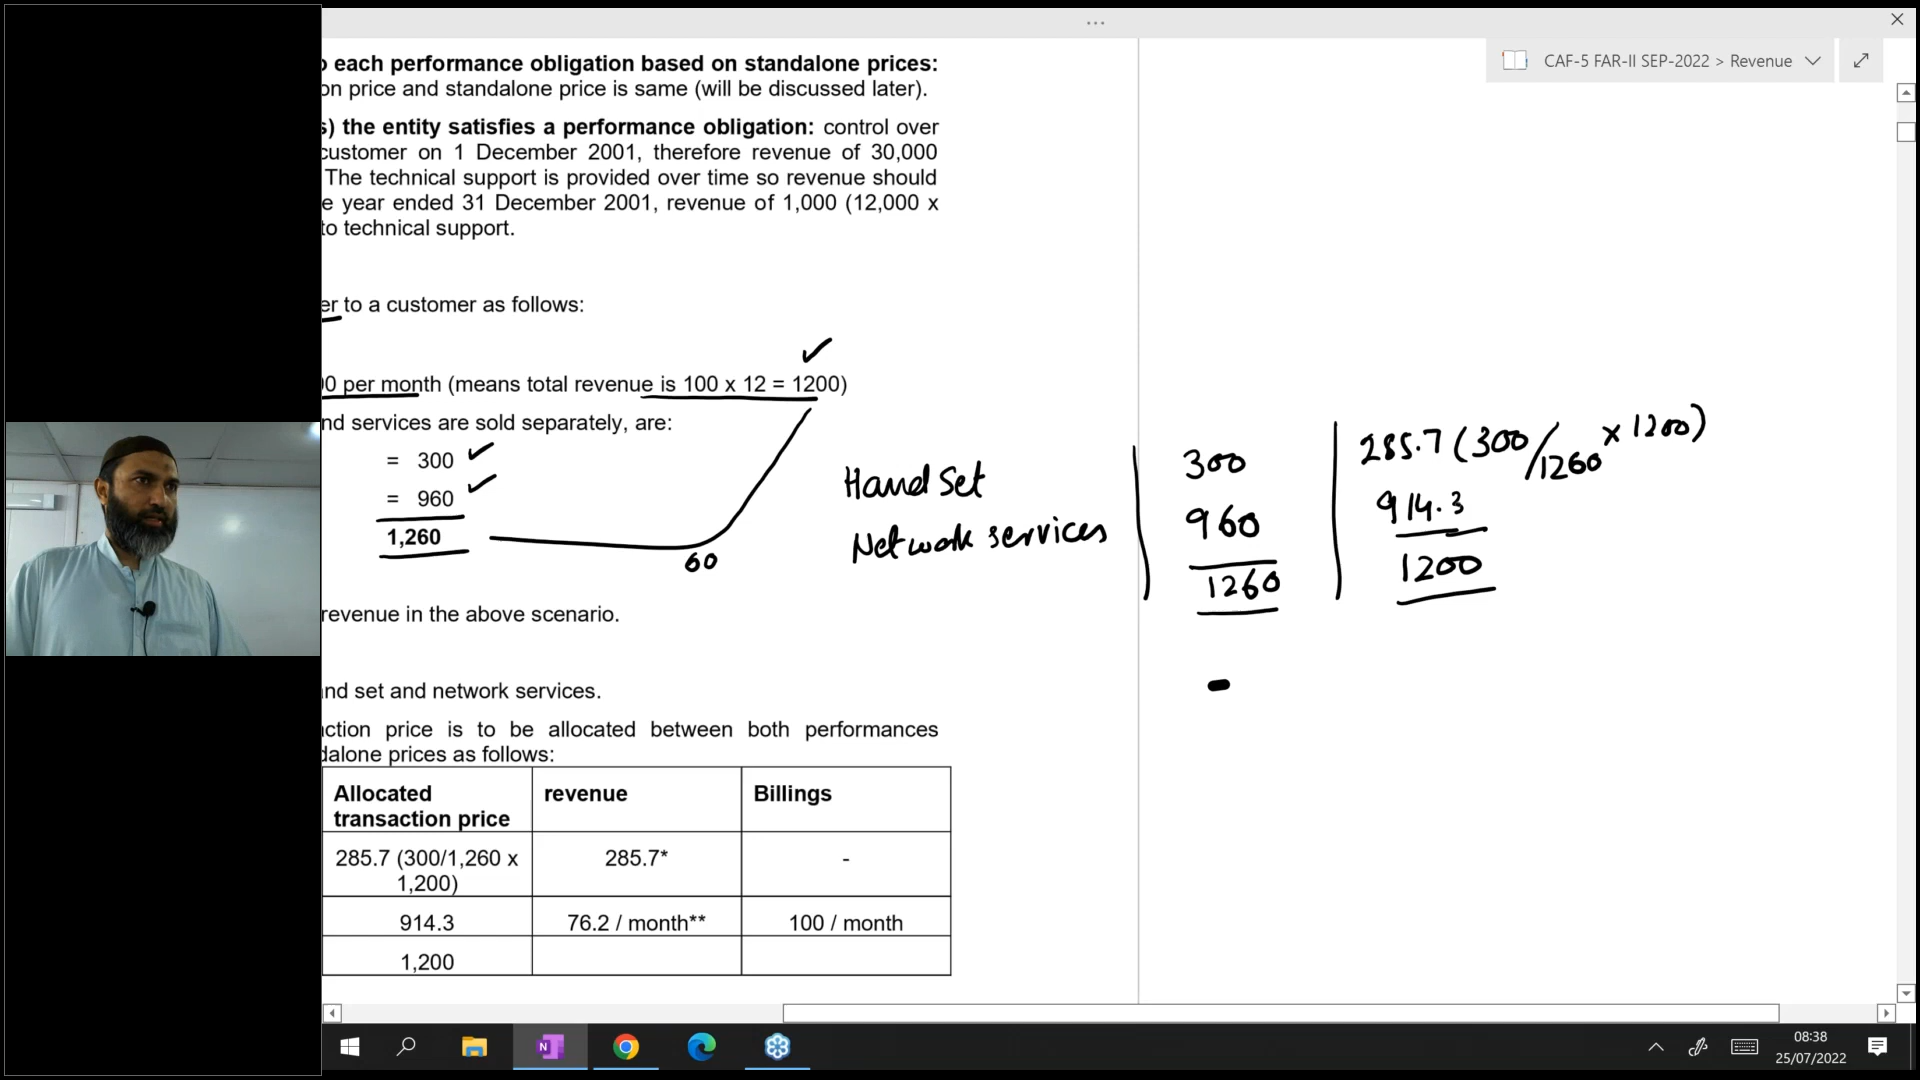 CAF-5 FAR-II SEP-2022 > Revenue
each performance obligation based on standalone prices:
on price and standalone price is same (will be discussed later).
s) the entity satisfies a performance obligation: control over
customer on 1 December 2001, therefore revenue of 30,000
The technical support is provided over time so revenue should
e year ended 31 December 2001, revenue of 1,000 (12,000 x
to technical support.
er to a customer as follows:
00 per month (means total revenue is 100 x 12 = 1200)
nd services are sold separately, are:
= 300
= 960
1,260
60
Hand Set 300 285.7 (300/1260 x 1200)
Network services 960 914.3
1260 1200
revenue in the above scenario.
nd set and network services.
ction price is to be allocated between both performances
dalone prices as follows:
Allocated transaction price revenue Billings
285.7 (300/1,260 x 1,200) 285.7* -
914.3 76.2 / month** 100 / month
1,200
08:38
25/07/2022